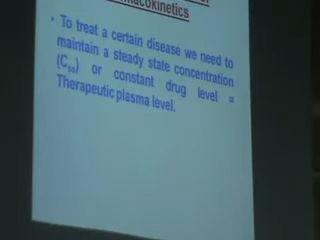 macokinetics
• To treat a certain disease we need to
maintain a steady state concentration
(Css) or constant drug level =
Therapeutic plasma level.